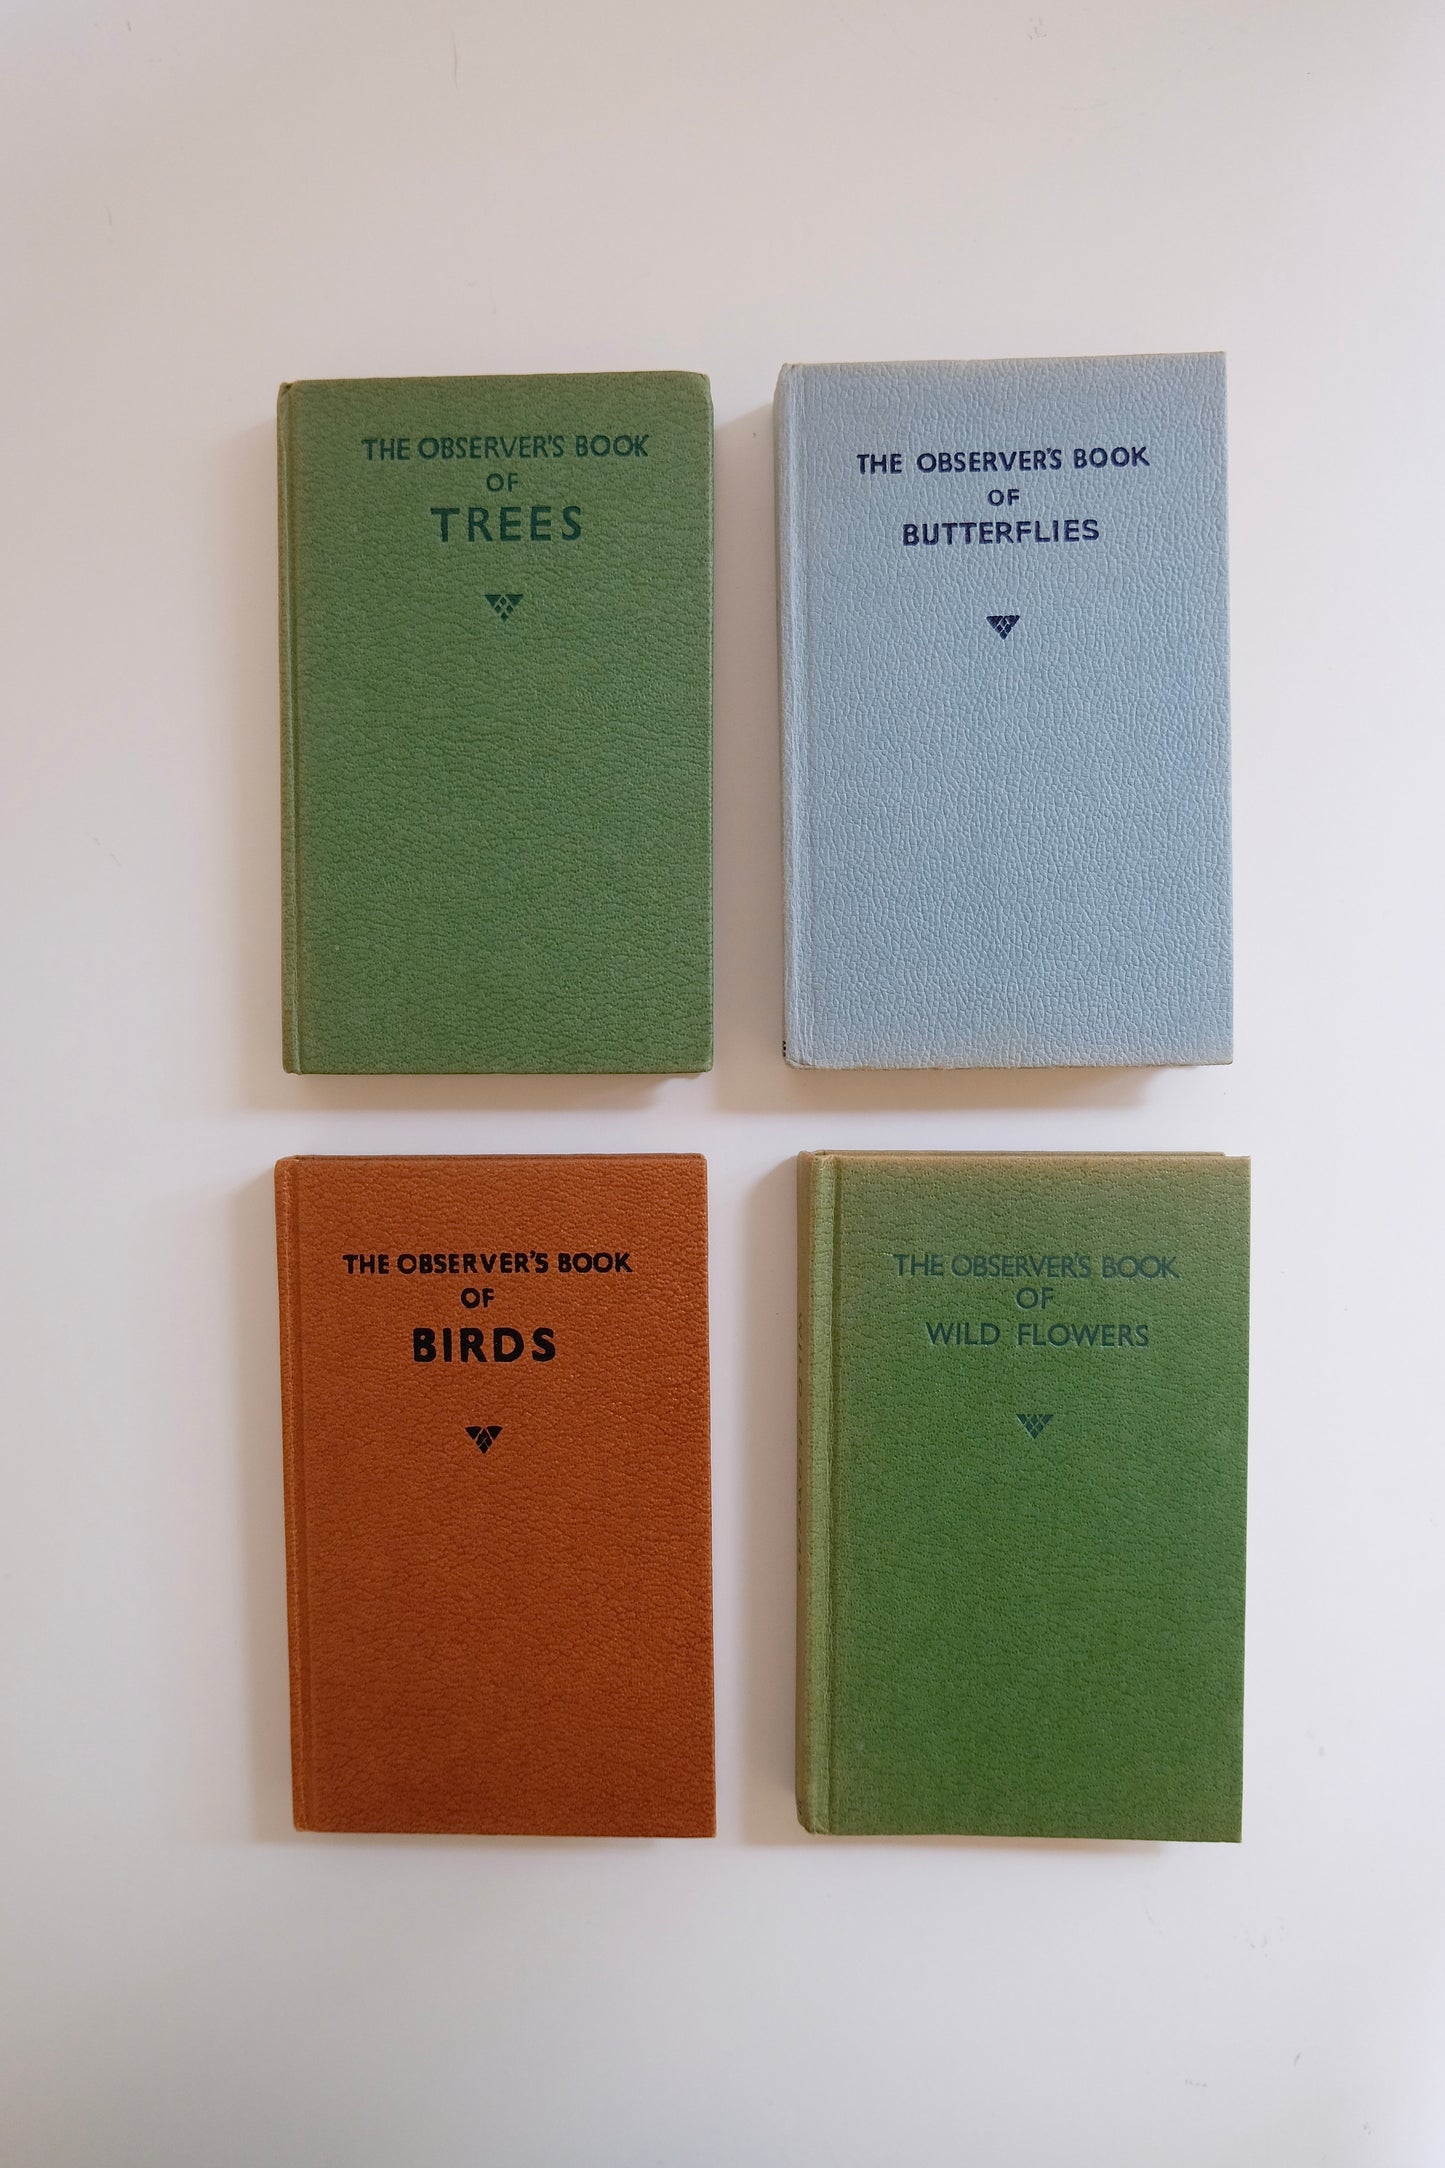 THE OBSERVER'S BOOK
OF
TREES
THE OBSERVER'S BOOK
OF
BUTTERFLIES
THE OBSERVER'S BOOK
OF
BIRDS
THE OBSERVER'S BOOK
OF
WILD FLOWERS